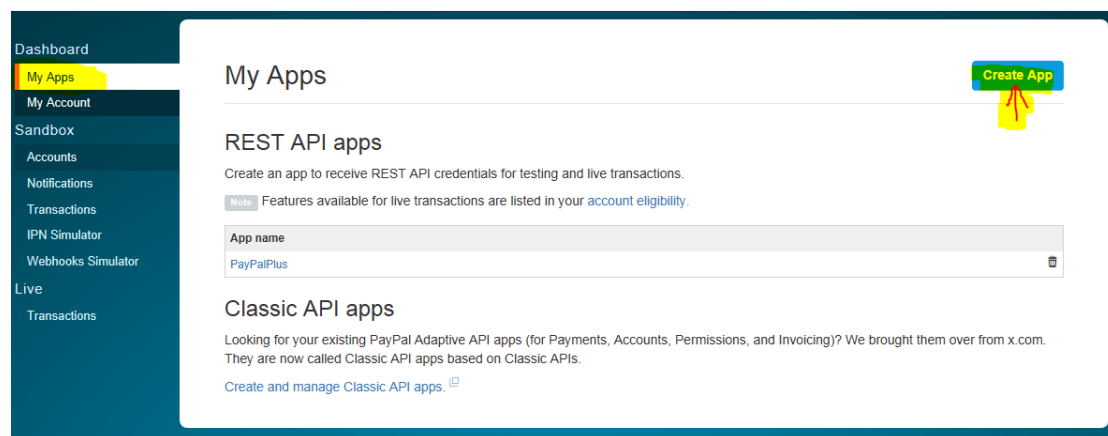 Dashboard
My Apps
My Account
Sandbox
Accounts
Notifications
Transactions
IPN Simulator
Webhooks Simulator
Live
Transactions
My Apps
Create App
REST API apps
Create an app to receive REST API credentials for testing and live transactions.
Note Features available for live transactions are listed in your account eligibility.
App name
PayPalPlus
Classic API apps
Looking for your existing PayPal Adaptive API apps (for Payments, Accounts, Permissions, and Invoicing)? We brought them over from x.com.
They are now called Classic API apps based on Classic APIs.
Create and manage Classic API apps.